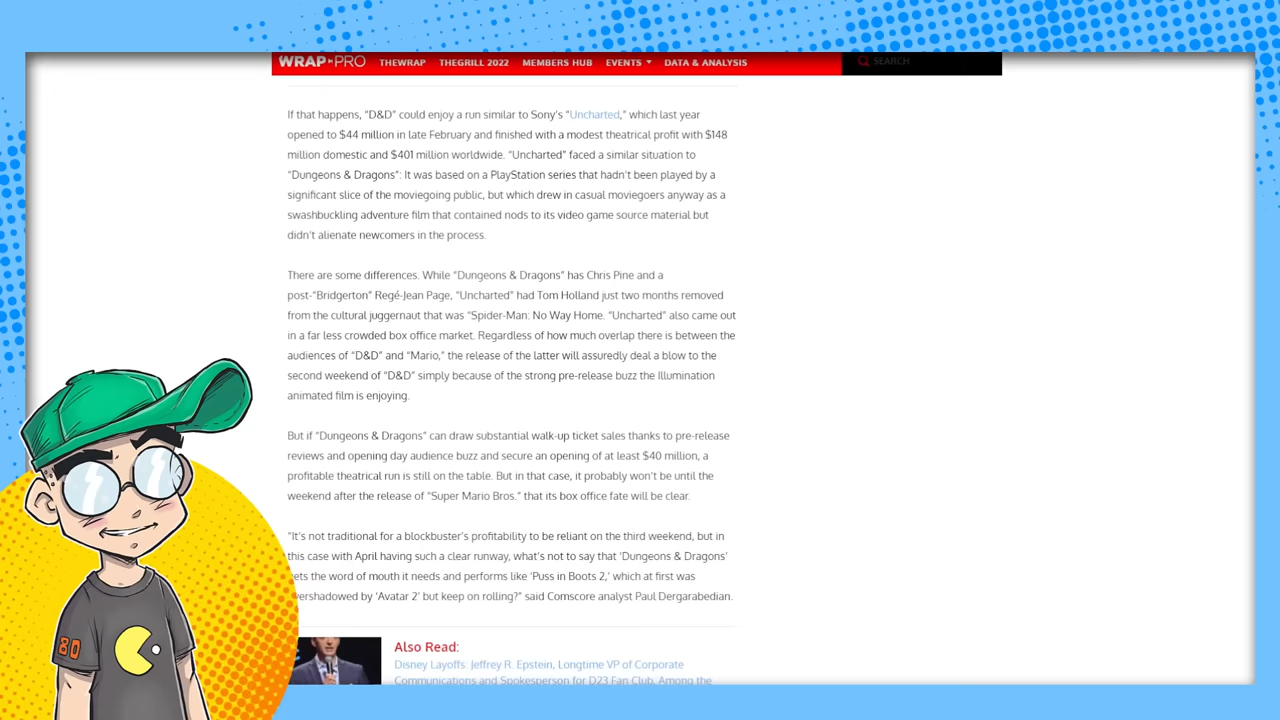 WRAP PRO THEWRAP THEGRILL 2022 MEMBERS HUB EVENTS DATA & ANALYSIS SEARCH
If that happens, “D&D” could enjoy a run similar to Sony’s “Uncharted,” which last year
opened to $44 million in late February and finished with a modest theatrical profit with $148
million domestic and $401 million worldwide. “Uncharted” faced a similar situation to
“Dungeons & Dragons”: It was based on a PlayStation series that hadn’t been played by a
significant slice of the moviegoing public, but which drew in casual moviegoers anyway as a
swashbuckling adventure film that contained nods to its video game source material but
didn’t alienate newcomers in the process.
There are some differences. While “Dungeons & Dragons” has Chris Pine and a
post-“Bridgerton” Regé-Jean Page, “Uncharted” had Tom Holland just two months removed
from the cultural juggernaut that was “Spider-Man: No Way Home. “Uncharted” also came out
in a far less crowded box office market. Regardless of how much overlap there is between the
audiences of “D&D” and “Mario,” the release of the latter will assuredly deal a blow to the
second weekend of “D&D” simply because of the strong pre-release buzz the Illumination
animated film is enjoying.
But if “Dungeons & Dragons” can draw substantial walk-up ticket sales thanks to pre-release
reviews and opening day audience buzz and secure an opening of at least $40 million, a
profitable theatrical run is still on the table. But in that case, it probably won’t be until the
weekend after the release of “Super Mario Bros.” that its box office fate will be clear.
“It’s not traditional for a blockbuster’s profitability to be reliant on the third weekend, but in
this case with April having such a clear runway, what’s not to say that ‘Dungeons & Dragons’
ets the word of mouth it needs and performs like ‘Puss in Boots 2,’ which at first was
vershadowed by ‘Avatar 2’ but keep on rolling?” said Comscore analyst Paul Dergarabedian.
Also Read:
Disney Layoffs: Jeffrey R. Epstein, Longtime VP of Corporate
Communications and Spokesperson for D23 Fan Club, Among the
80